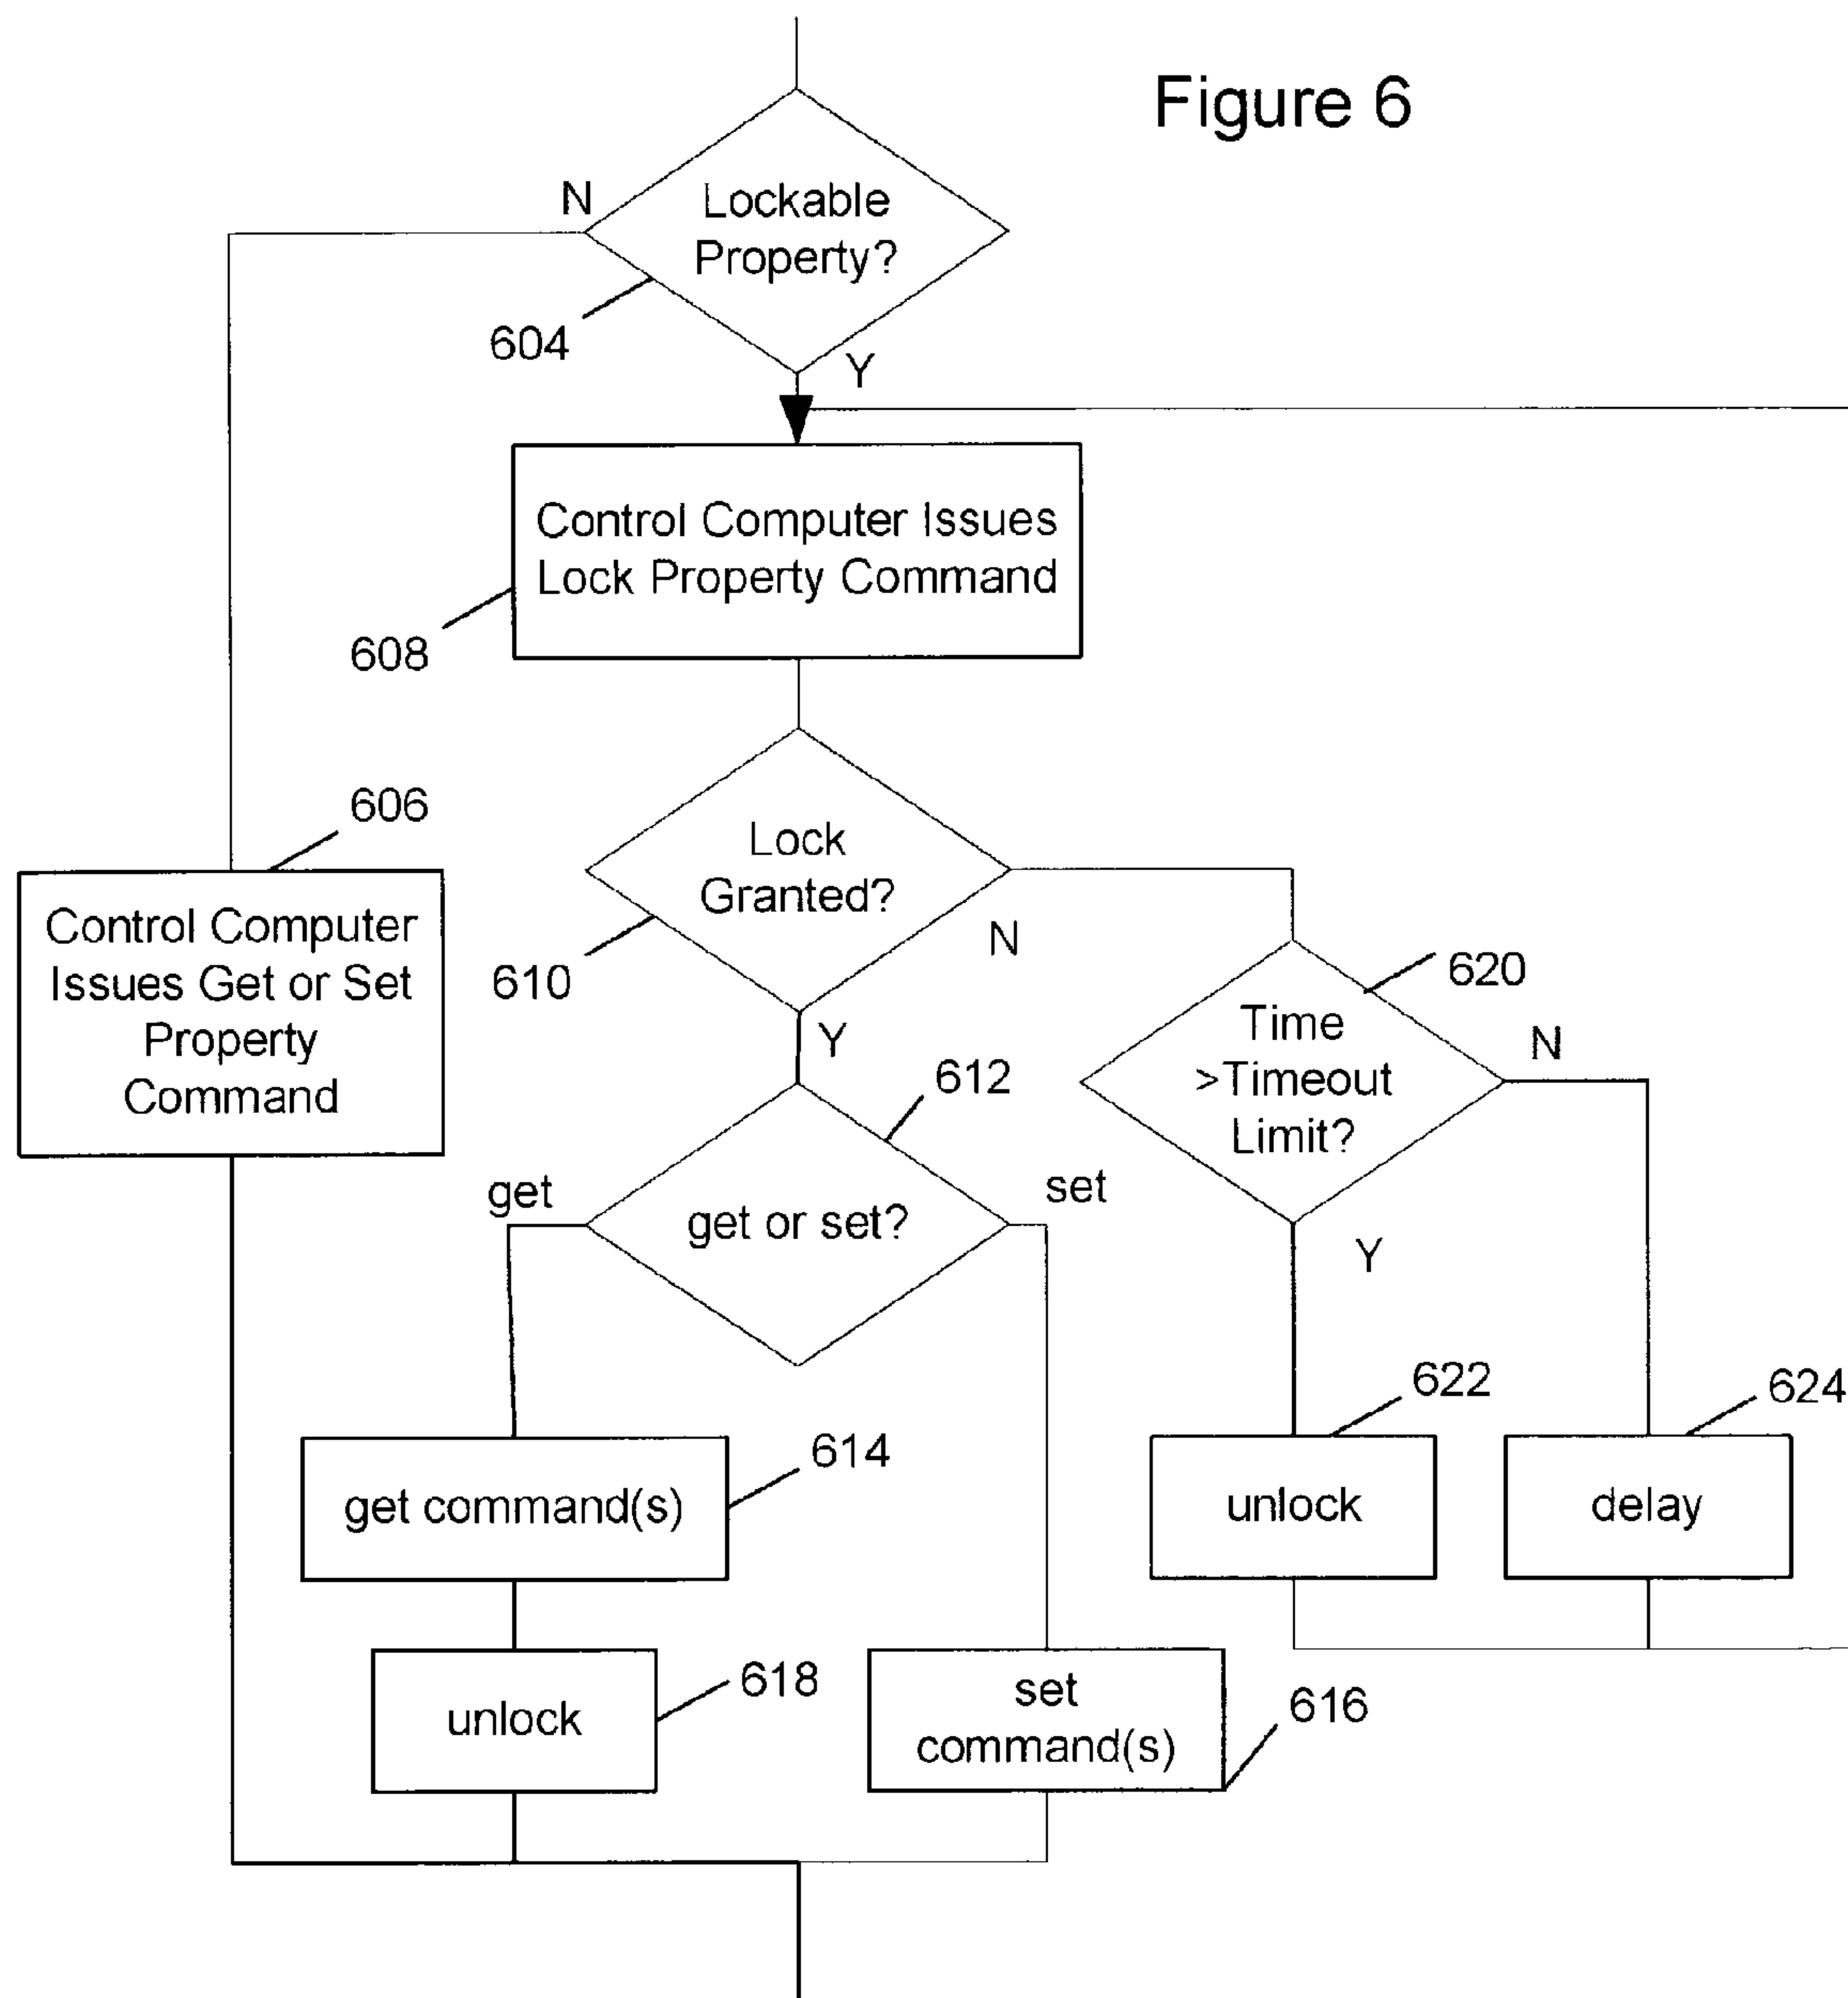 Figure 6
N
Lockable
Property?
604
Y
Control Computer Issues
Lock Property Command
608
606
Control Computer
Issues Get or Set
Property
Command
Lock
Granted?
610
N
Y
620
Time
>Timeout
Limit?
N
Y
612
get
get or set?
set
622
624
614
get command(s)
unlock
delay
618
unlock
set
command(s)
616